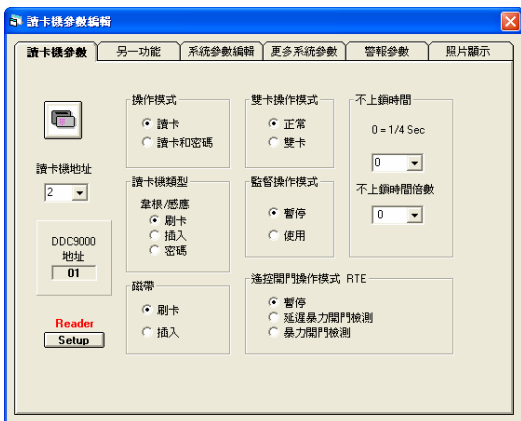 讀卡機參數編輯
讀卡機參數
另一功能
系統參數編輯
更多系統參數
警報參數
照片顯示
讀卡機地址
2
DDC9000
地址
01
Reader
Setup
操作模式
讀卡
讀卡和密碼
讀卡機類型
韋根/感應
刷卡
插入
密碼
磁帶
刷卡
插入
雙卡操作模式
正常
雙卡
監督操作模式
暫停
使用
不上鎖時間
0 = 1/4 Sec
0
不上鎖時間倍數
0
遙控開門操作模式 RTE
暫停
延遲暴力開門檢測
暴力開門檢測